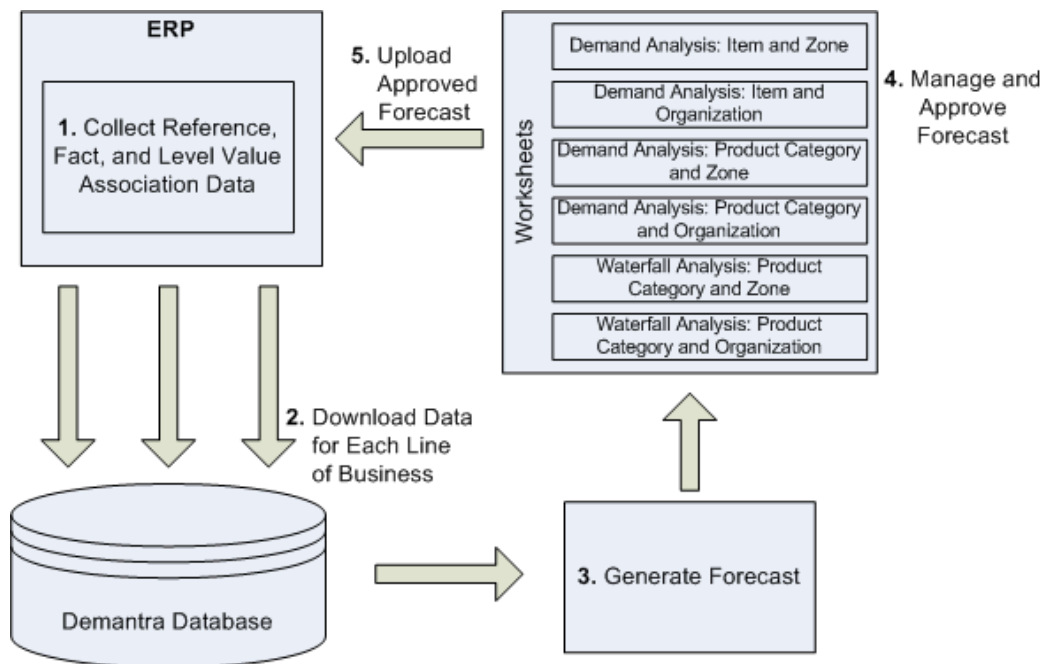 ERP
1. Collect Reference,
Fact, and Level Value
Association Data
2. Download Data
for Each Line
of Business
Demantra Database
3. Generate Forecast
Worksheets
Demand Analysis: Item and Zone
Demand Analysis: Item and
Organization
Demand Analysis: Product Category
and Zone
Demand Analysis: Product Category
and Organization
Waterfall Analysis: Product
Category and Zone
Waterfall Analysis: Product
Category and Organization
4. Manage and
Approve
Forecast
5. Upload
Approved
Forecast